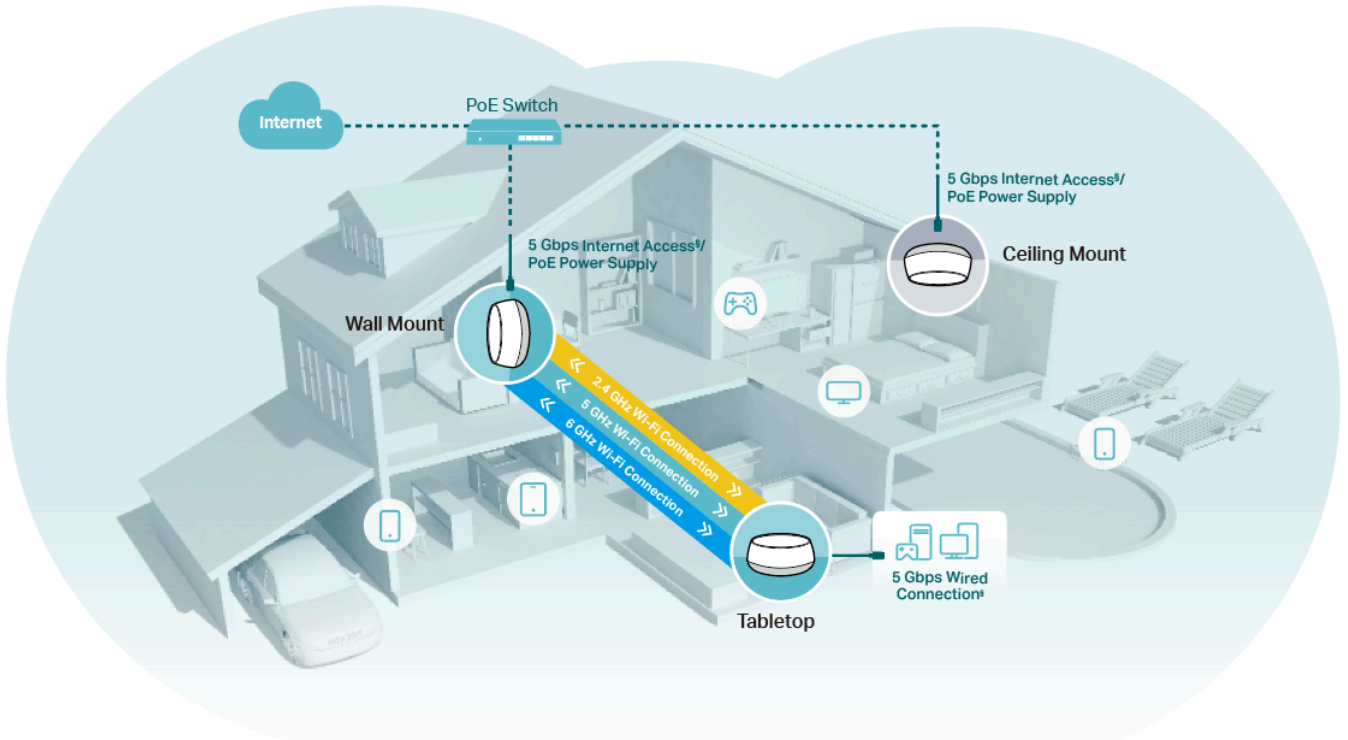 Internet
PoE Switch
5 Gbps Internet Access§/
PoE Power Supply
Ceiling Mount
5 Gbps Internet Access§/
PoE Power Supply
Wall Mount
2.4 GHz Wi-Fi Connection
5 GHz Wi-Fi Connection
6 GHz Wi-Fi Connection
5 Gbps Wired
Connection§
Tabletop